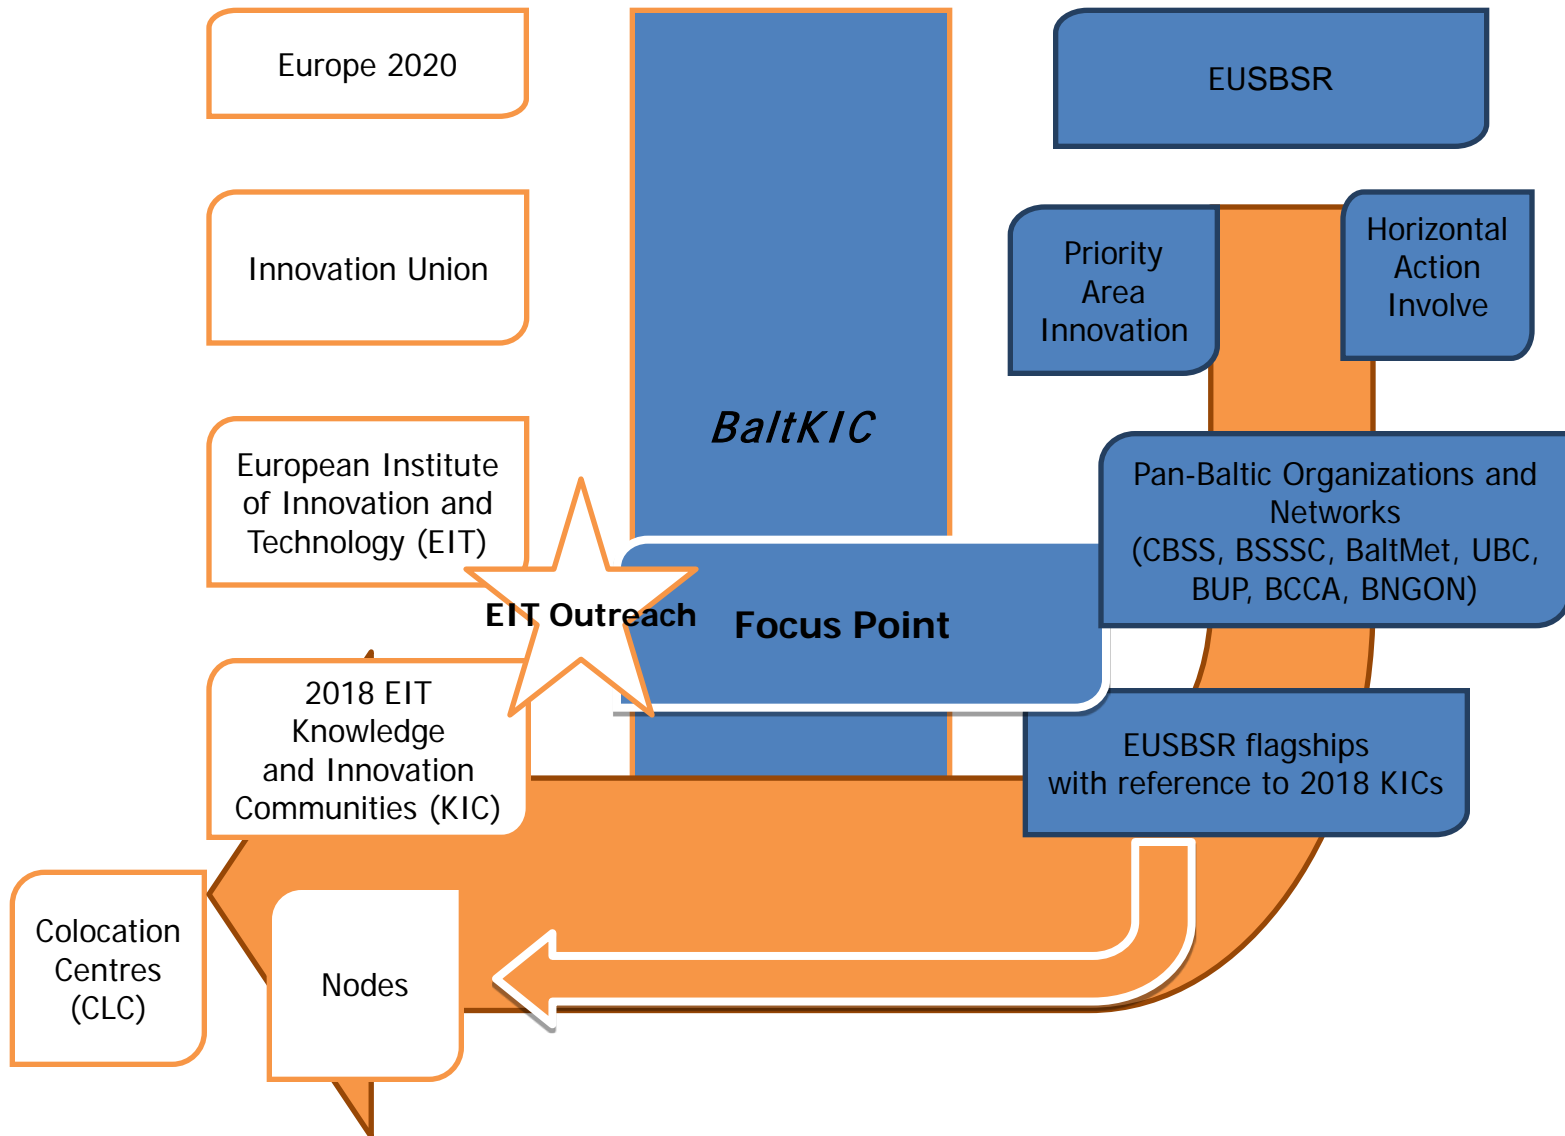 Europe 2020
EUSBSR
Innovation Union
Priority
Area
Innovation
Horizontal
Action
Involve
BaltKIC
European Institute
of Innovation and
Technology (EIT)
Pan-Baltic Organizations and
Networks
(CBSS, BSSSC, BaltMet, UBC,
BUP, BCCA, BNGON)
EIT Outreach
Focus Point
2018 EIT
Knowledge
and Innovation
Communities (KIC)
EUSBSR flagships
with reference to 2018 KICs
Colocation
Centres
(CLC)
Nodes